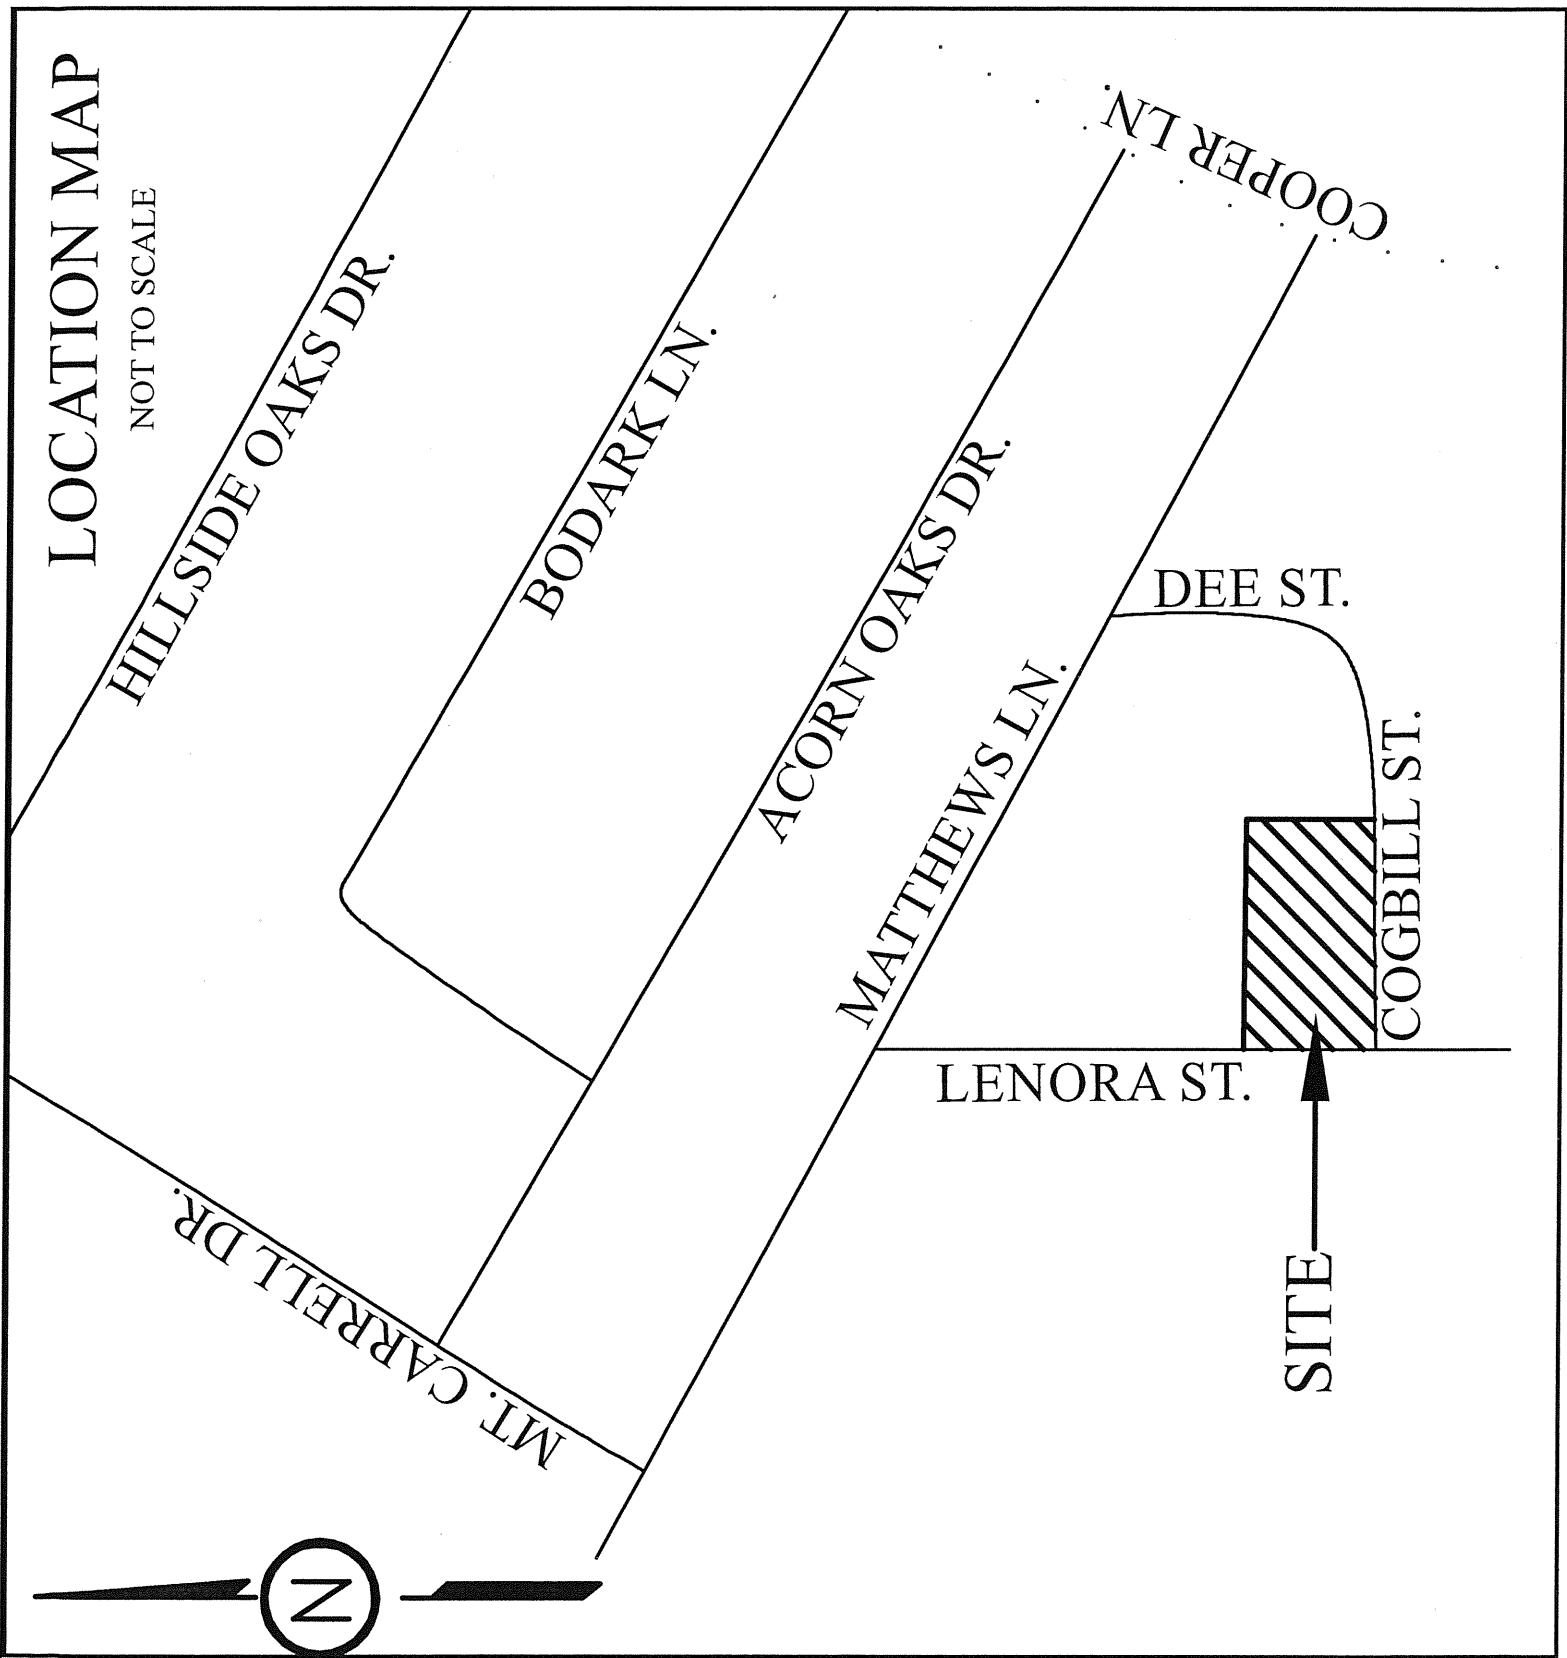 LOCATION MAP
NOT TO SCALE
HILLSIDE OAKS DR.
BODARK LN.
ACORN OAKS DR.
MATTHEWS LN.
COOPER LN
DEE ST.
COGBILL ST.
LENORA ST.
MT. CARRELL DR.
SITE
N